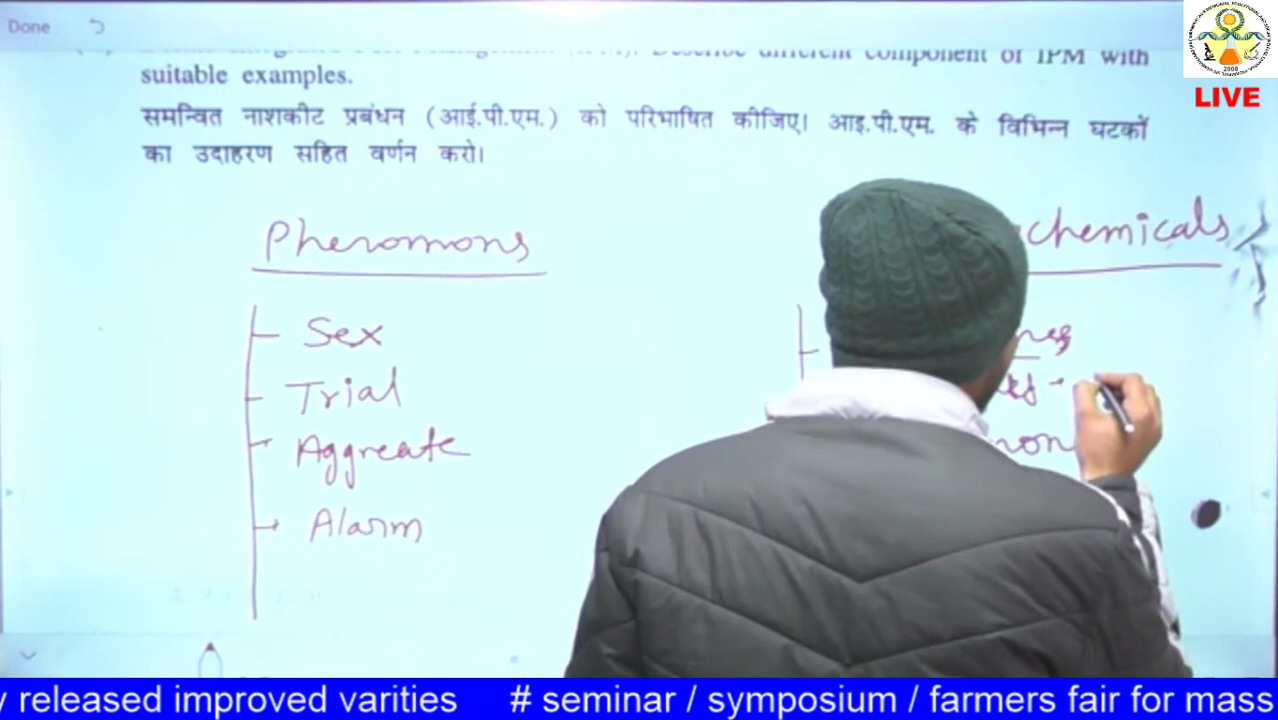 Done
suitable examples.
समन्वित नाशकीट प्रबंधन (आई.पी.एम.) को परिभाषित कीजिए। आइ.पी.एम. के विभिन्न घटकों
का उदाहरण सहित वर्णन करो।
Pheromons
Sex
Trial
Aggreate
Alarm
chemicals
2008
LIVE
released improved varities # seminar / symposium / farmers fair for mass